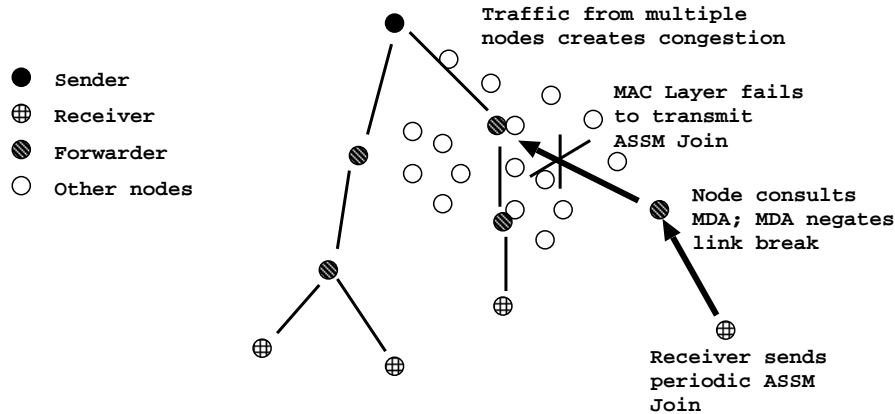 Traffic from multiple
nodes creates congestion
Sender
Receiver
Forwarder
Other nodes
MAC Layer fails
to transmit
ASSM Join
Node consults
MDA; MDA negates
link break
Receiver sends
periodic ASSM
Join